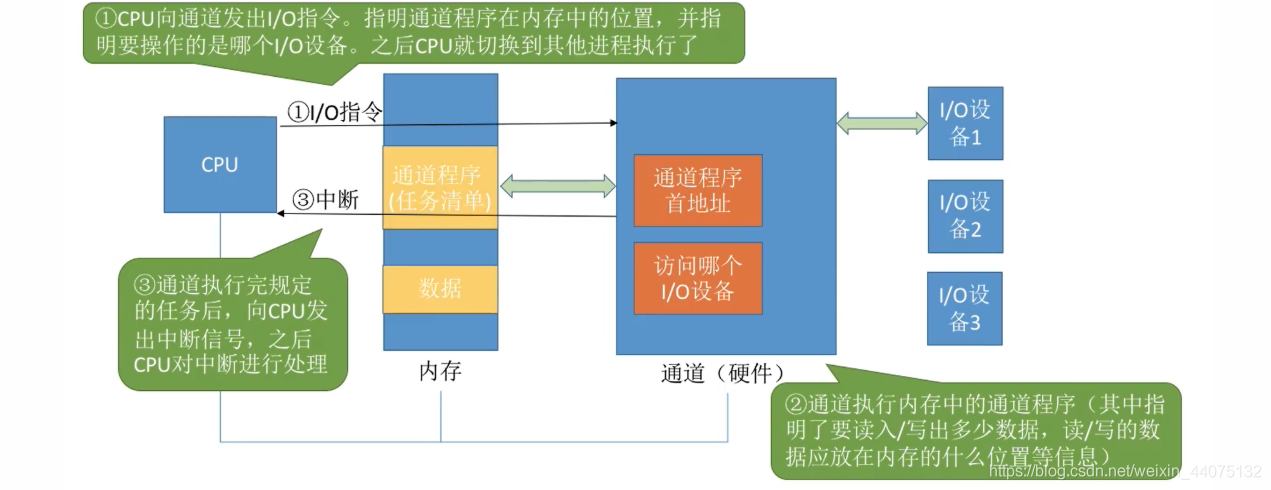 ①CPU向通道发出I/O指令。指明通道程序在内存中的位置，并指
明要操作的是哪个I/O设备。之后CPU就切换到其他进程执行了
①I/O指令
CPU
通道程序
(任务清单)
③中断
数据
内存
通道程序
首地址
访问哪个
I/O设备
通道（硬件）
I/O设
备1
I/O设
备2
I/O设
备3
③通道执行完规定
的任务后，向CPU发
出中断信号，之后
CPU对中断进行处理
②通道执行内存中的通道程序（其中指
明了要读入/写出多少数据，读/写的数
据应放在内存的什么位置等信息）
https://blog.csdn.net/weixin_44075132